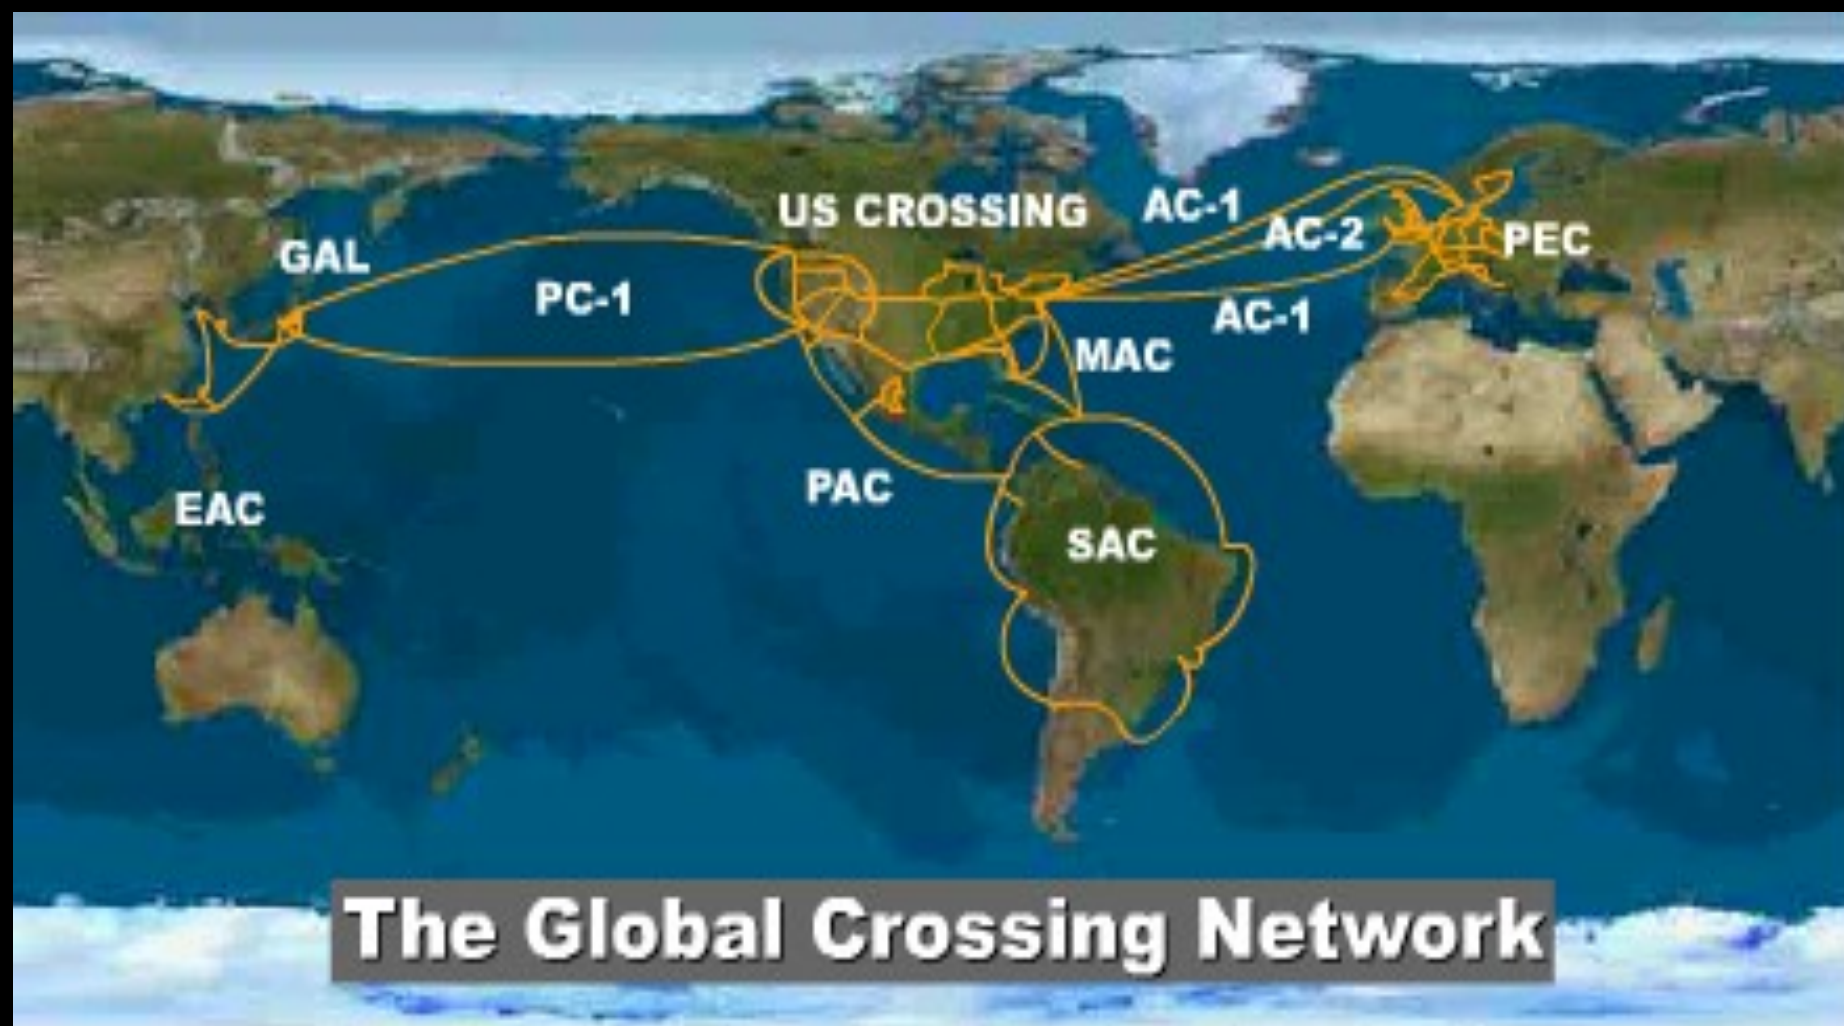 US CROSSING
AC-1
AC-2
PEC
GAL
PC-1
AC-1
MAC
PAC
EAC
SAC
The Global Crossing Network